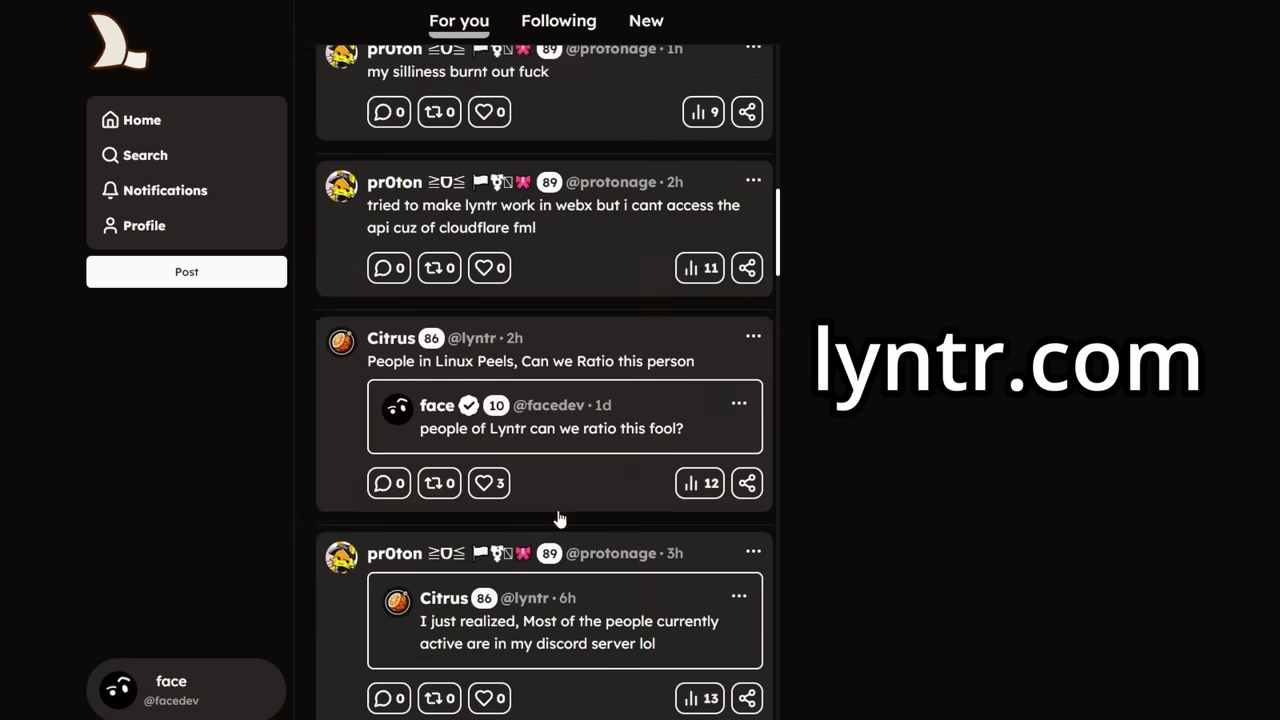 For you Following New
Home
Search
Notifications
Profile
Post
pr0ton ≥U≤ 89 @protonage · 1h
my silliness burnt out fuck
0 0 0 9
pr0ton ≥U≤ 89 @protonage · 2h
tried to make lyntr work in webx but i cant access the
api cuz of cloudflare fml
0 0 0 11
Citrus 86 @lyntr · 2h
People in Linux Peels, Can we Ratio this person
face 10 @facedev · 1d
people of Lyntr can we ratio this fool?
0 0 3 12
pr0ton ≥U≤ 89 @protonage · 3h
Citrus 86 @lyntr · 6h
I just realized, Most of the people currently
active are in my discord server lol
0 0 0 13
lyntr.com
face
@facedev